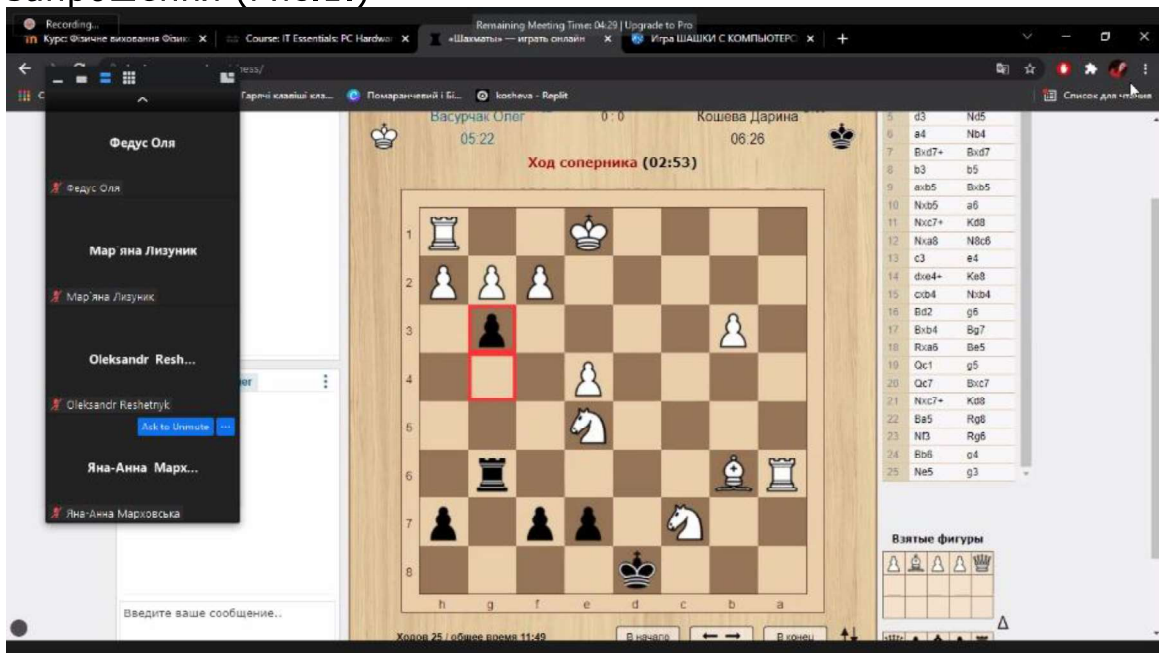 Recording...
Remaining Meeting Time: 04:29 | Upgrade to Pro
Course: IT Essentials: PC Hardwar
«Шахматы» — играть онлайн
Игра ШАШКИ С КОМПЬЮТЕРО
Гарячі клавіші кла...
Помаранчевий і Бі...
kosheva - Replit
Список для чтения
Федус Оля
Федус Оля
Мар'яна Лизуник
Мар'яна Лизуник
Oleksandr Resh...
Oleksandr Reshetnyk
Ask to Unmute
Яна-Анна Марх...
Яна-Анна Марховська
Введите ваше сообщение..
Васурчак Олег
0 : 0
Кошева Дарина
05:22
06:26
Ход соперника (02:53)
1
2
3
4
5
6
7
8
h g f e d c b a
Ходов 25 / общее время 11:49
В начало
В конец
5 d3 Nd5
6 a4 Nb4
7 Bxd7+ Bxd7
8 b3 b5
9 axb5 Bxb5
10 Nxb5 a6
11 Nxc7+ Kd8
12 Nxa8 N8c6
13 c3 e4
14 dxe4+ Ke8
15 cxb4 Nxb4
16 Bd2 g6
17 Bxb4 Bg7
18 Rxa6 Be5
19 Qc1 g5
20 Qc7 Bxc7
21 Nxc7+ Kd8
22 Ba5 Rg8
23 Nf3 Rg6
24 Bb6 g4
25 Ne5 g3
Взятые фигуры